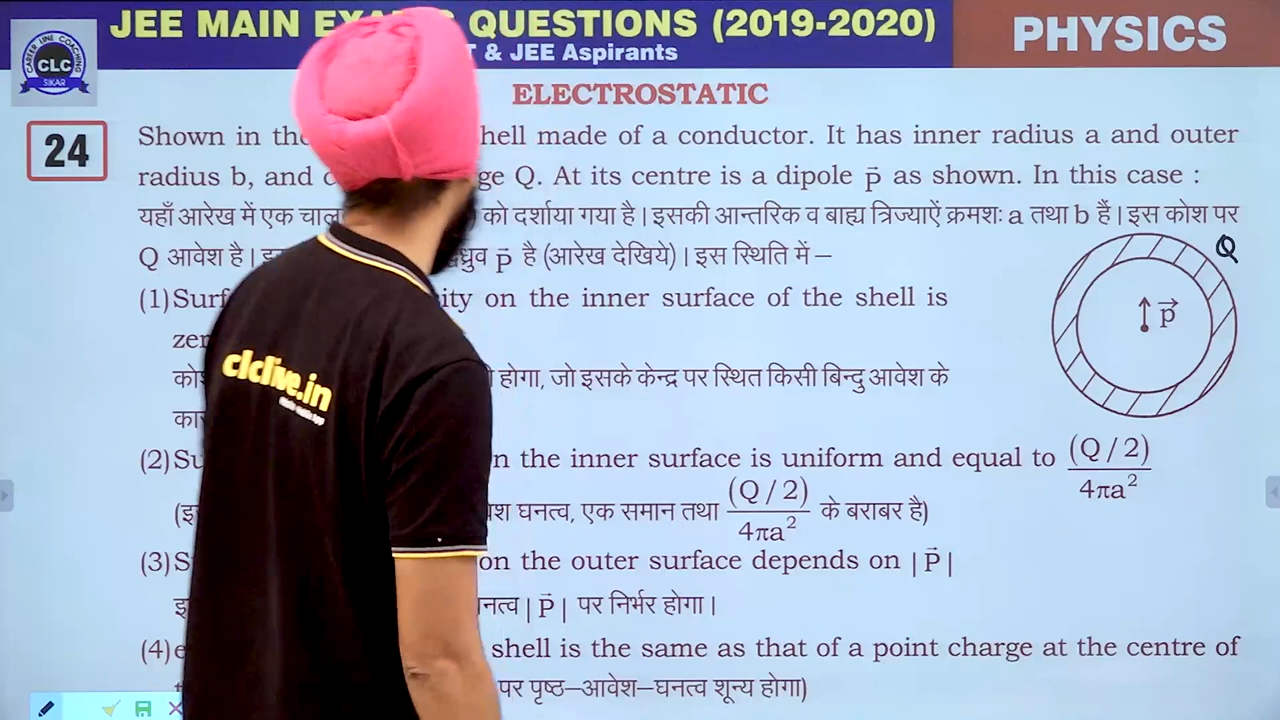 JEE MAIN EXAMS QUESTIONS (2019-2020)
T & JEE Aspirants
PHYSICS
CAREER LINE COACHING
CLC
SIKAR
ELECTROSTATIC
24
Shown in the hell made of a conductor. It has inner radius a and outer
radius b, and ge Q. At its centre is a dipole p⃗ as shown. In this case :
यहाँ आरेख में एक को दर्शाया गया है। इसकी आन्तरिक व बाह्य त्रिज्याऐं क्रमशः a तथा b हैं। इस कोश पर
Q आवेश है। ध्रुव p⃗ है (आरेख देखिये)। इस स्थिति में –
Q
p⃗
(1) Surf ity on the inner surface of the shell is
zer
होगा, जो इसके केन्द्र पर स्थित किसी बिन्दु आवेश के
(2) Su n the inner surface is uniform and equal to (Q / 2) / 4πa²
घनत्व, एक समान तथा (Q / 2) / 4πa² के बराबर है)
(3) S on the outer surface depends on |P⃗|
नत्व |P⃗| पर निर्भर होगा।
(4) e shell is the same as that of a point charge at the centre of
पर पृष्ठ–आवेश–घनत्व शून्य होगा)
clclive.in